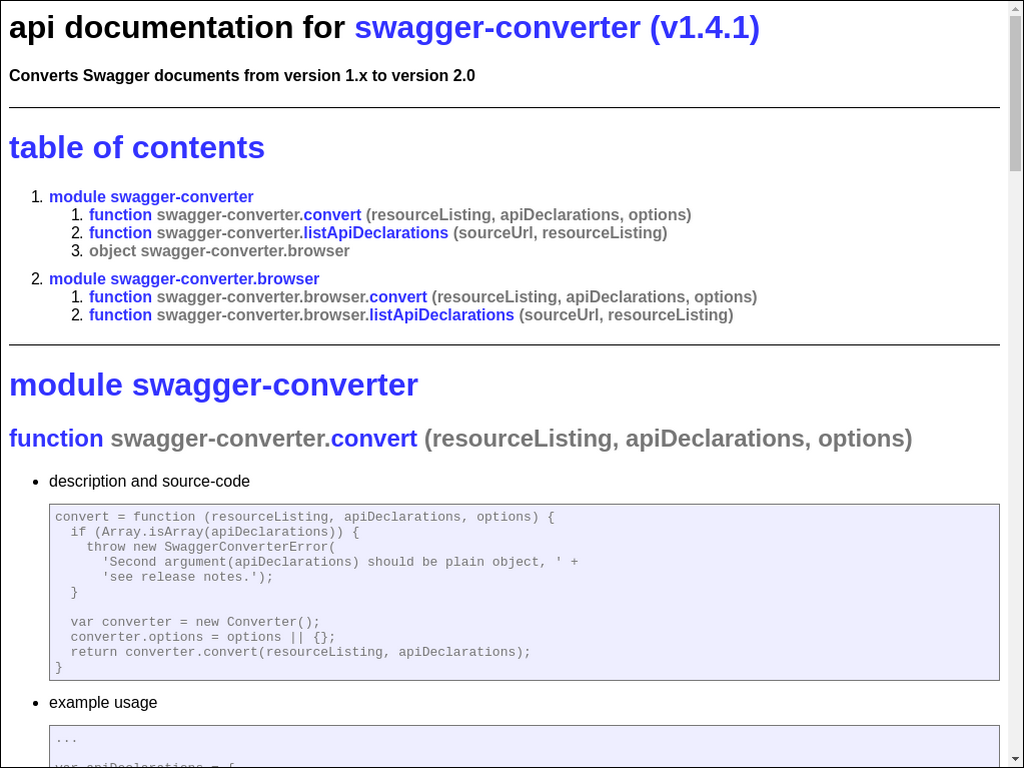 api documentation for swagger-converter (v1.4.1)
Converts Swagger documents from version 1.x to version 2.0
table of contents
1. module swagger-converter
1. function swagger-converter.convert (resourceListing, apiDeclarations, options)
2. function swagger-converter.listApiDeclarations (sourceUrl, resourceListing)
3. object swagger-converter.browser
2. module swagger-converter.browser
1. function swagger-converter.browser.convert (resourceListing, apiDeclarations, options)
2. function swagger-converter.browser.listApiDeclarations (sourceUrl, resourceListing)
module swagger-converter
function swagger-converter.convert (resourceListing, apiDeclarations, options)
• description and source-code
convert = function (resourceListing, apiDeclarations, options) {
  if (Array.isArray(apiDeclarations)) {
    throw new SwaggerConverterError(
      'Second argument(apiDeclarations) should be plain object, ' +
      'see release notes.');
  }
  var converter = new Converter();
  converter.options = options || {};
  return converter.convert(resourceListing, apiDeclarations);
}
• example usage
...
var apiDeclarations = {